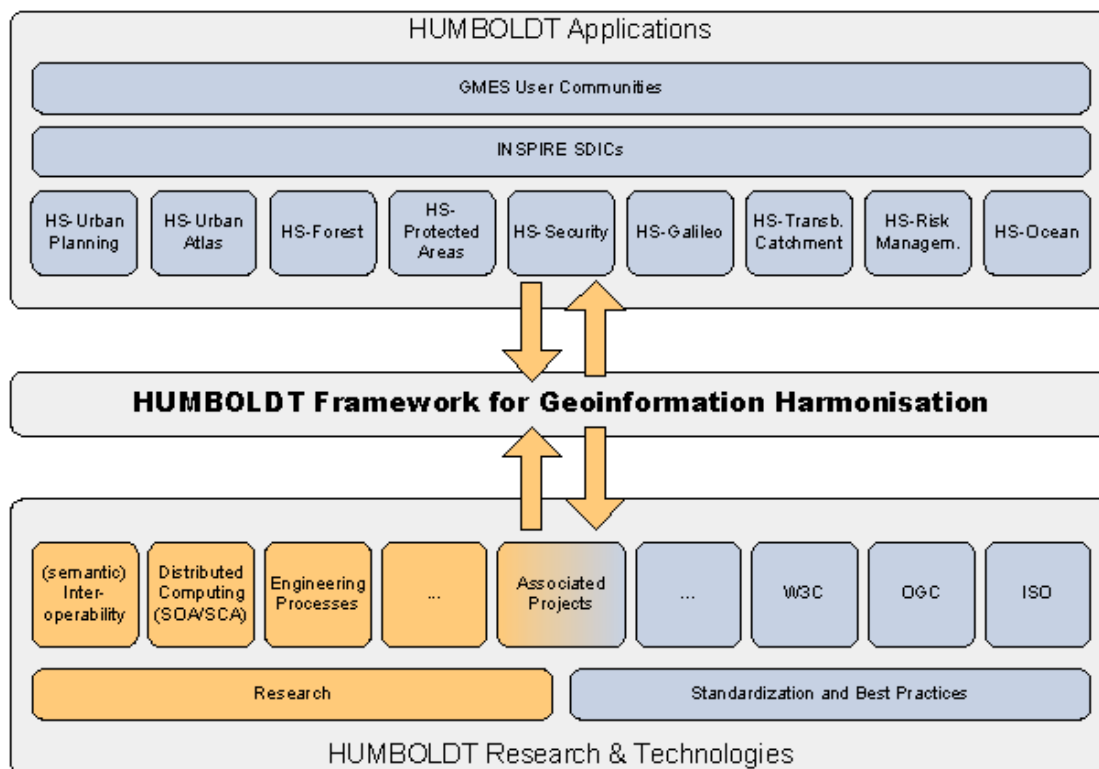 HUMBOLDT Applications
GMES User Communities
INSPIRE SDICs
HS-Urban
Planning
HS-Urban
Atlas
HS-Forest
HS-
Protected
Areas
HS-Security
HS-Galileo
HS-Transb.
Catchment
HS-Risk
Managem.
HS-Ocean
HUMBOLDT Framework for Geoinformation Harmonisation
(semantic)
Inter-
operability
Distributed
Computing
(SOA/SCA)
Engineering
Processes
...
Associated
Projects
...
W3C
OGC
ISO
Research
Standardization and Best Practices
HUMBOLDT Research & Technologies